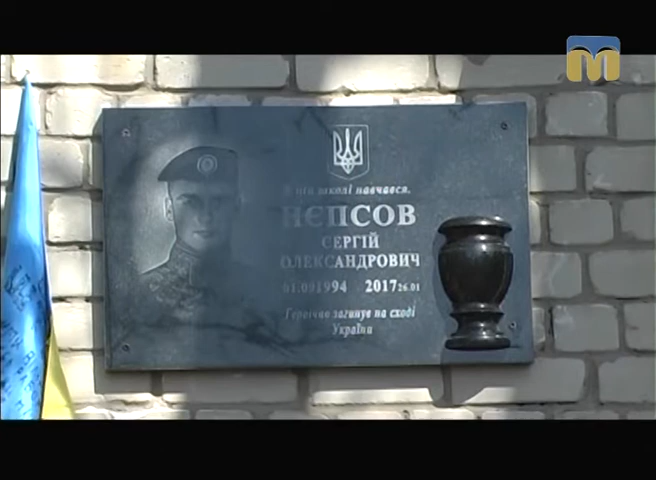 В цій школі навчався.
НЄПСОВ
СЕРГІЙ
ОЛЕКСАНДРОВИЧ
01.09 1994 2017 26.01
Героїчно загинув на сході
України